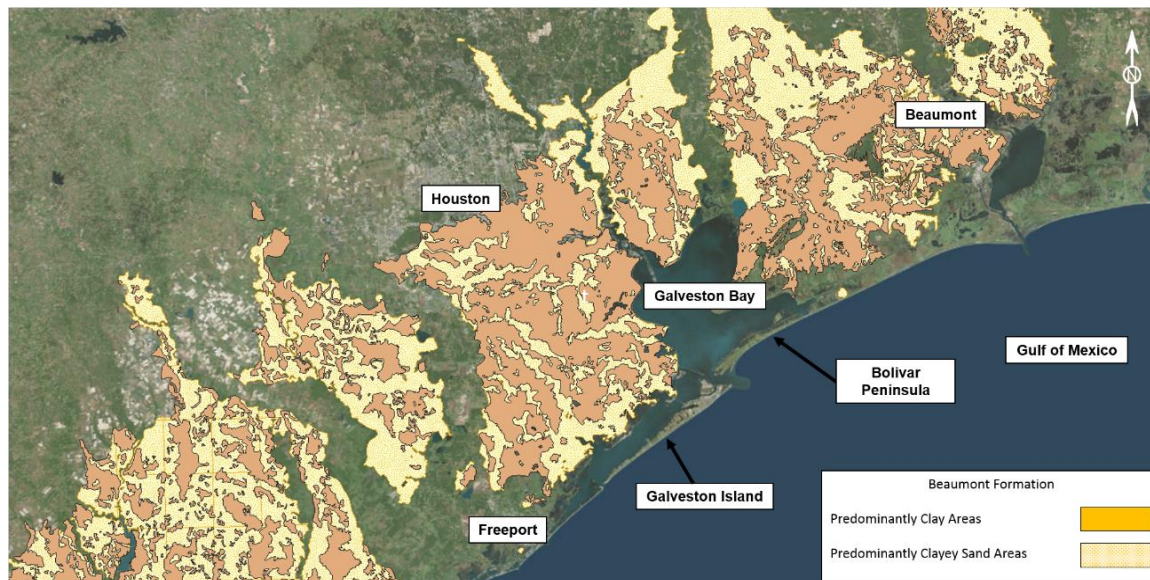 N
Beaumont
Houston
Galveston Bay
Gulf of Mexico
Bolivar
Peninsula
Galveston Island
Freeport
Beaumont Formation
Predominantly Clay Areas
Predominantly Clayey Sand Areas